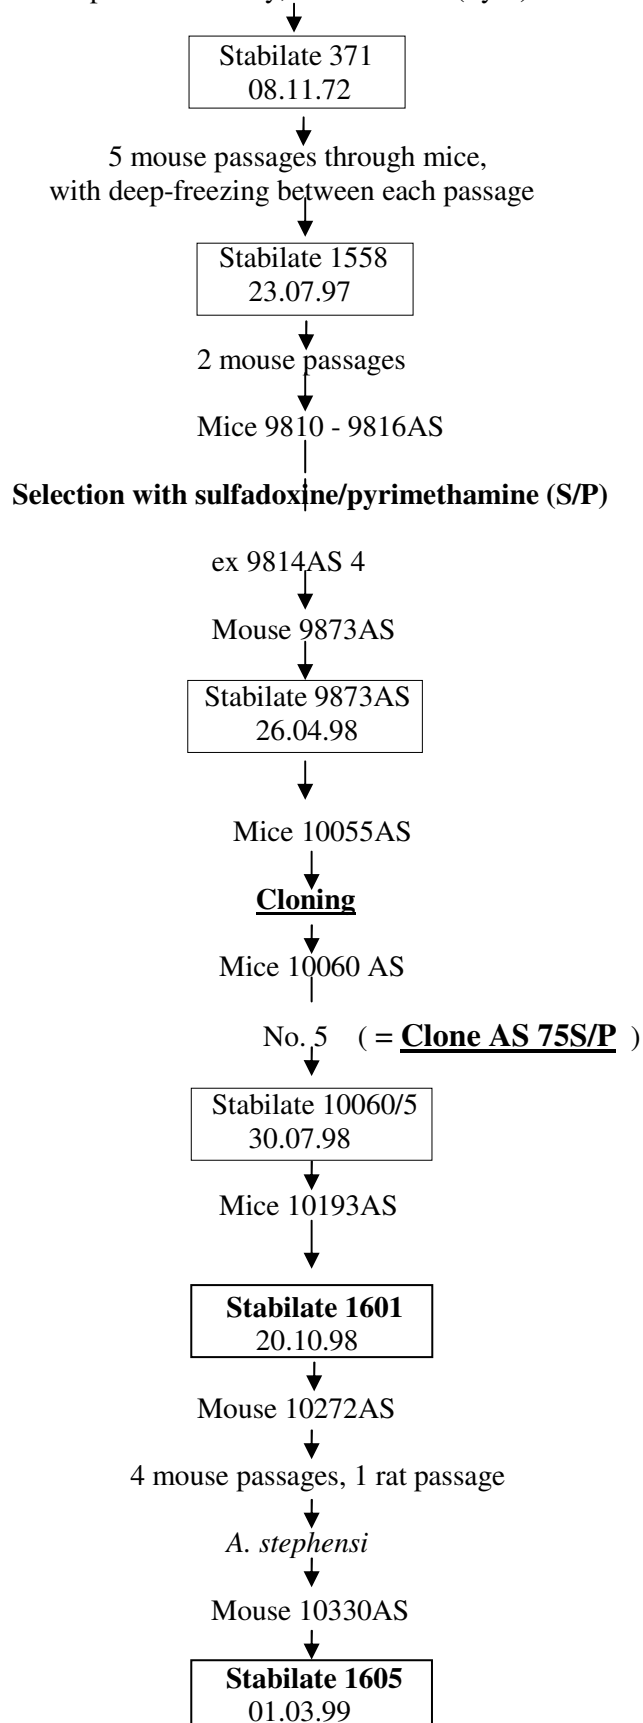 Stabilate 371
08.11.72
5 mouse passages through mice,
with deep-freezing between each passage
Stabilate 1558
23.07.97
2 mouse passages
Mice 9810 - 9816AS
Selection with sulfadoxine/pyrimethamine (S/P)
ex 9814AS 4
Mouse 9873AS
Stabilate 9873AS
26.04.98
Mice 10055AS
Cloning
Mice 10060 AS
No. 5 ( = Clone AS 75S/P )
Stabilate 10060/5
30.07.98
Mice 10193AS
Stabilate 1601
20.10.98
Mouse 10272AS
4 mouse passages, 1 rat passage
A. stephensi
Mouse 10330AS
Stabilate 1605
01.03.99